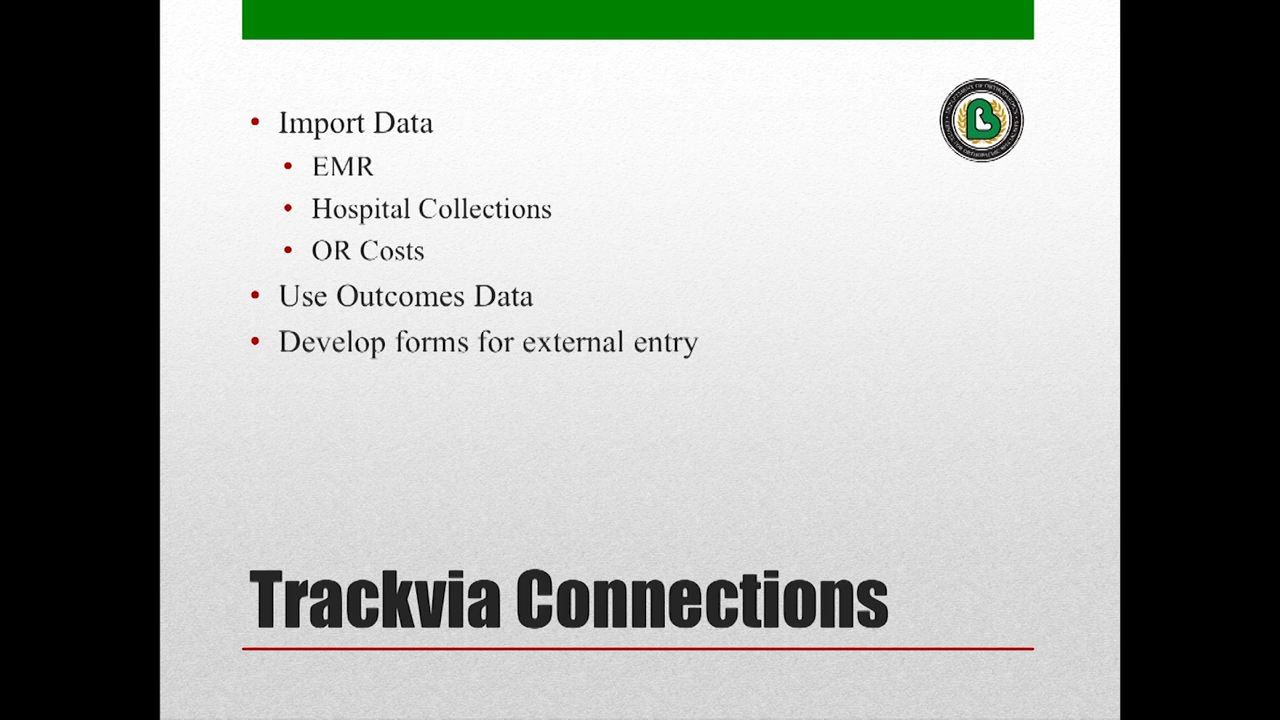 Import Data
EMR
Hospital Collections
OR Costs
Use Outcomes Data
Develop forms for external entry
Trackvia Connections